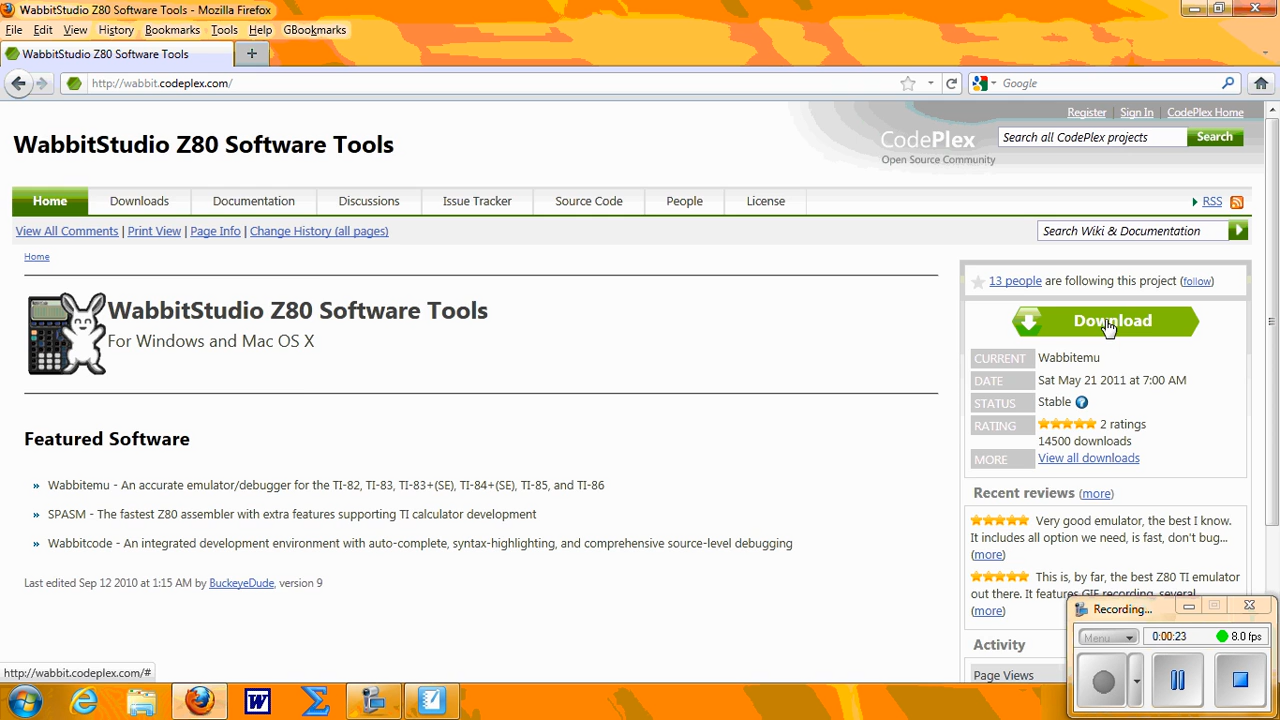 WabbitStudio Z80 Software Tools - Mozilla Firefox
File Edit View History Bookmarks Tools Help GBookmarks
WabbitStudio Z80 Software Tools
http://wabbit.codeplex.com/
Google
Register Sign In CodePlex Home
WabbitStudio Z80 Software Tools
CodePlex
Open Source Community
Search all CodePlex projects Search
Home Downloads Documentation Discussions Issue Tracker Source Code People License RSS
View All Comments | Print View | Page Info | Change History (all pages)
Search Wiki & Documentation
Home
WabbitStudio Z80 Software Tools
For Windows and Mac OS X
Featured Software
» Wabbitemu - An accurate emulator/debugger for the TI-82, TI-83, TI-83+(SE), TI-84+(SE), TI-85, and TI-86
» SPASM - The fastest Z80 assembler with extra features supporting TI calculator development
» Wabbitcode - An integrated development environment with auto-complete, syntax-highlighting, and comprehensive source-level debugging
Last edited Sep 12 2010 at 1:15 AM by BuckeyeDude, version 9
13 people are following this project (follow)
Download
CURRENT Wabbitemu
DATE Sat May 21 2011 at 7:00 AM
STATUS Stable
RATING 2 ratings
14500 downloads
MORE View all downloads
Recent reviews (more)
Very good emulator, the best I know.
It includes all option we need, is fast, don't bug...
(more)
This is, by far, the best Z80 TI emulator
out there. It features GIF recording, several
(more)
Activity
Page Views
http://wabbit.codeplex.com/#
Recording...
Menu 0:00:23 8.0 fps